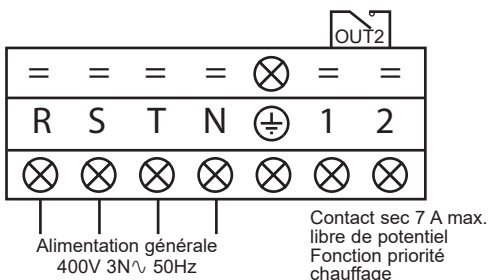 OUT2
R S T N 1 2
Alimentation générale
400V 3N∿ 50Hz
Contact sec 7 A max.
libre de potentiel
Fonction priorité
chauffage